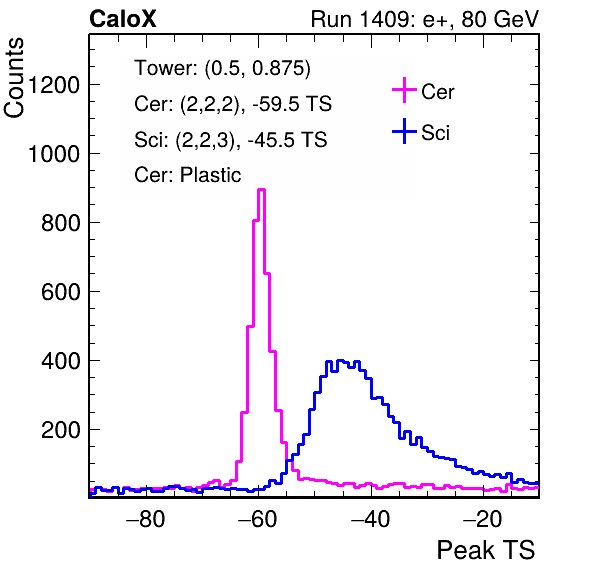 CaloX Run 1409: e+, 80 GeV
Counts
Tower: (0.5, 0.875)
Cer: (2,2,2), -59.5 TS
Sci: (2,2,3), -45.5 TS
Cer: Plastic
Cer
Sci
1200
1000
800
600
400
200
−80 −60 −40 −20
Peak TS